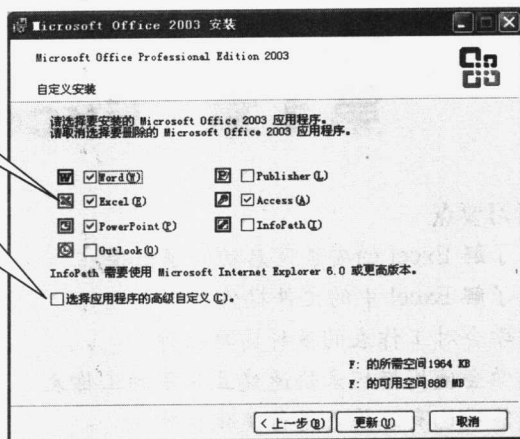 Microsoft Office 2003 安装
Microsoft Office Professional Edition 2003
自定义安装
请选择要安装的 Microsoft Office 2003 应用程序。
请取消选择要删除的 Microsoft Office 2003 应用程序。
Word(W)
Publisher(L)
Excel(E)
Access(A)
PowerPoint(P)
InfoPath(I)
Outlook(O)
InfoPath 需要使用 Microsoft Internet Explorer 6.0 或更高版本。
选择应用程序的高级自定义(C)。
F: 的所需空间1964 KB
F: 的可用空间888 MB
<上一步(B)
更新(U)
取消